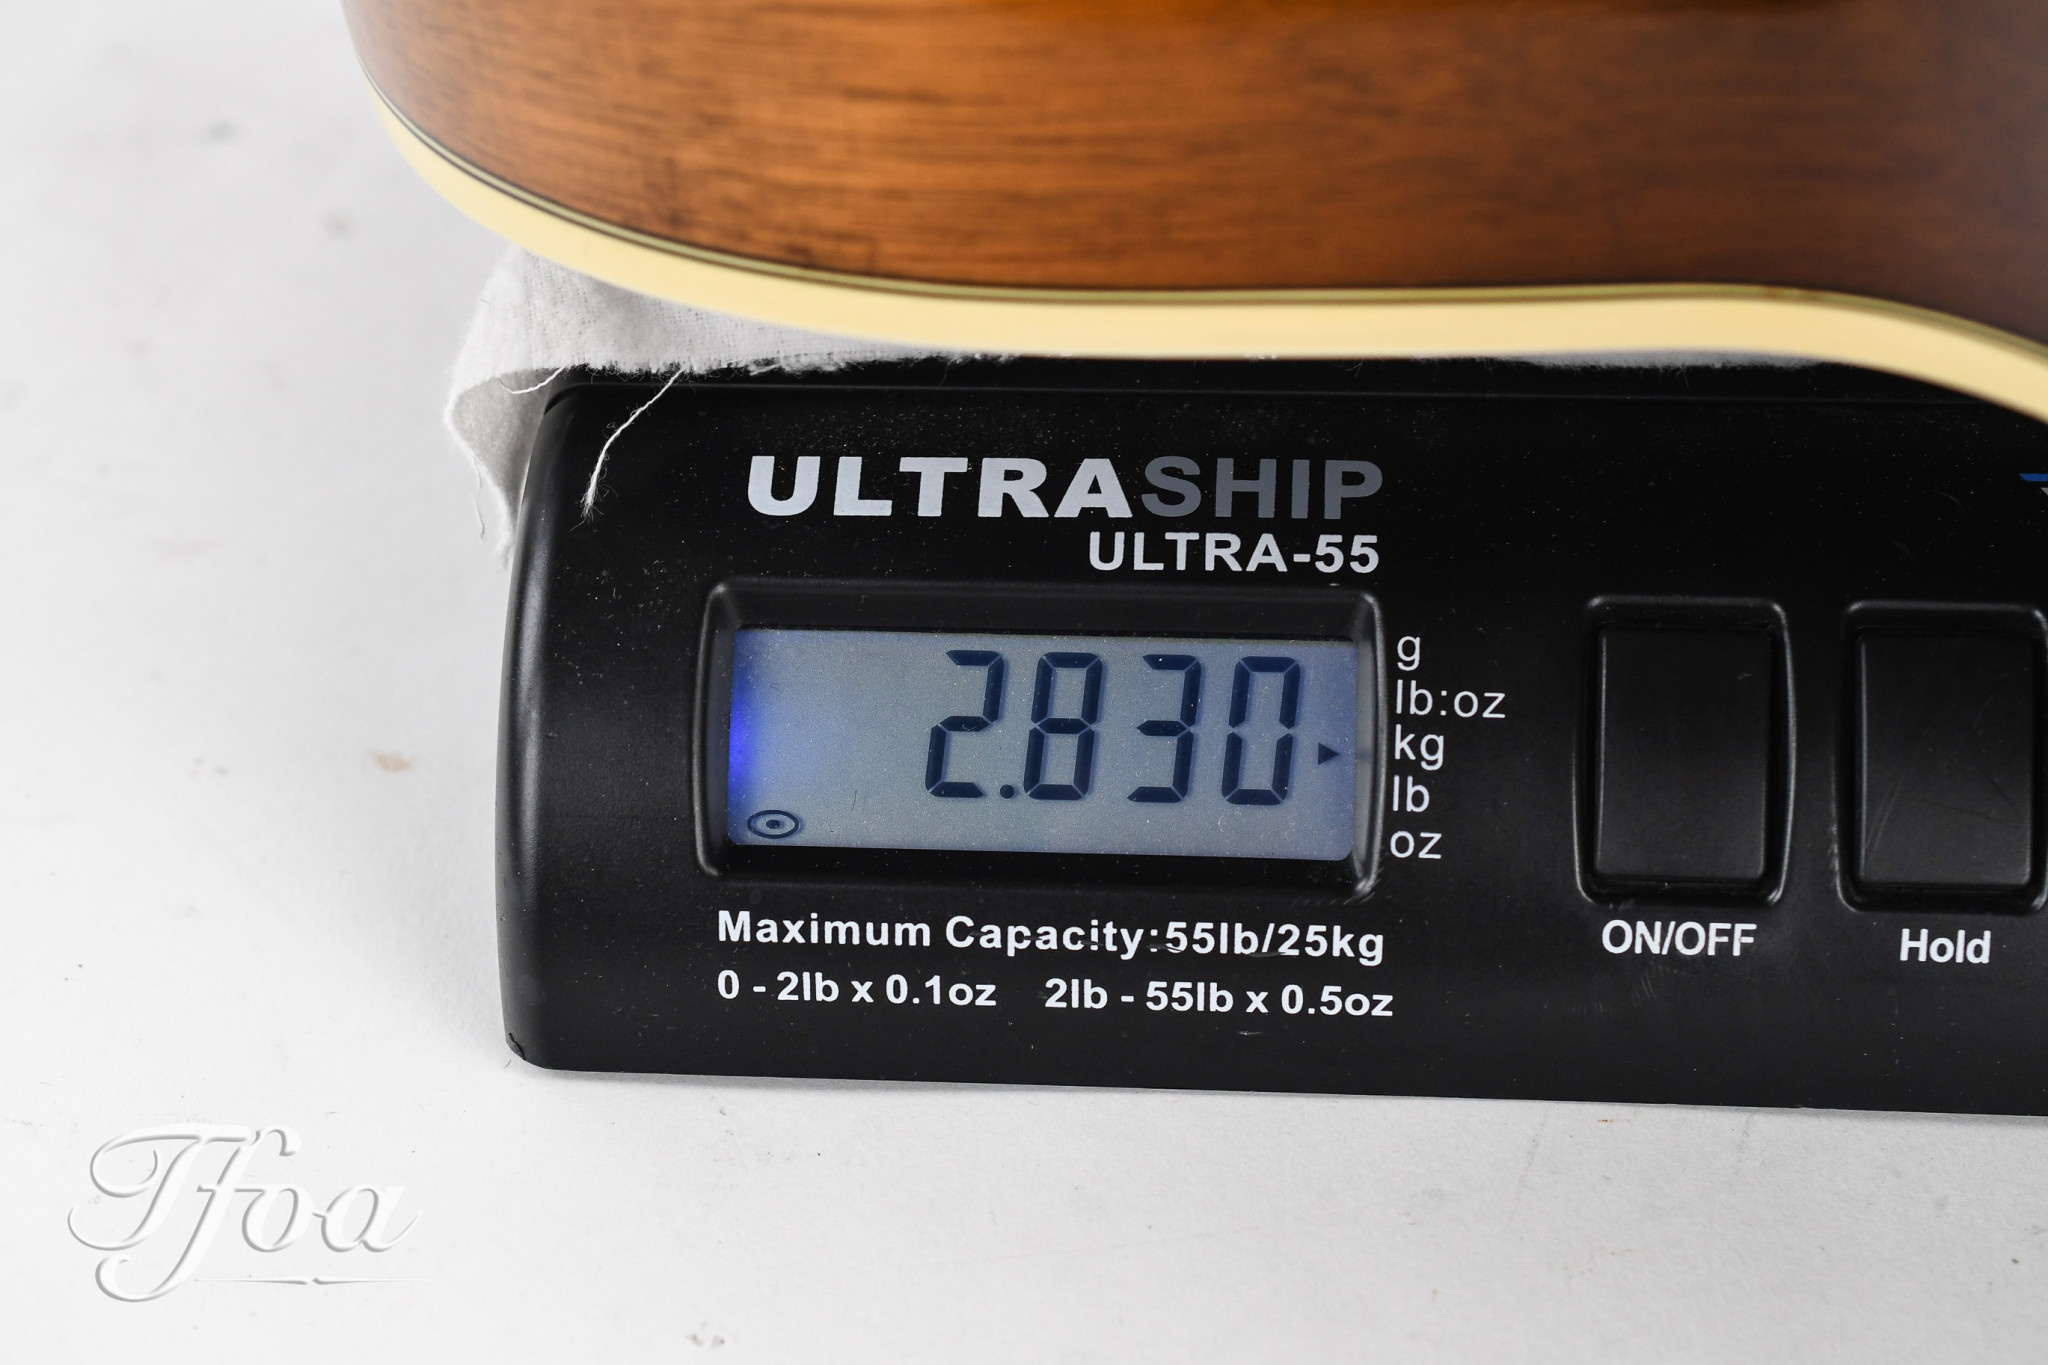 ULTRASHIP
ULTRA-55
2.830
g
lb:oz
kg
lb
oz
Maximum Capacity:55lb/25kg
0 - 2lb x 0.1oz 2lb - 55lb x 0.5oz
ON/OFF
Hold
Tfoa